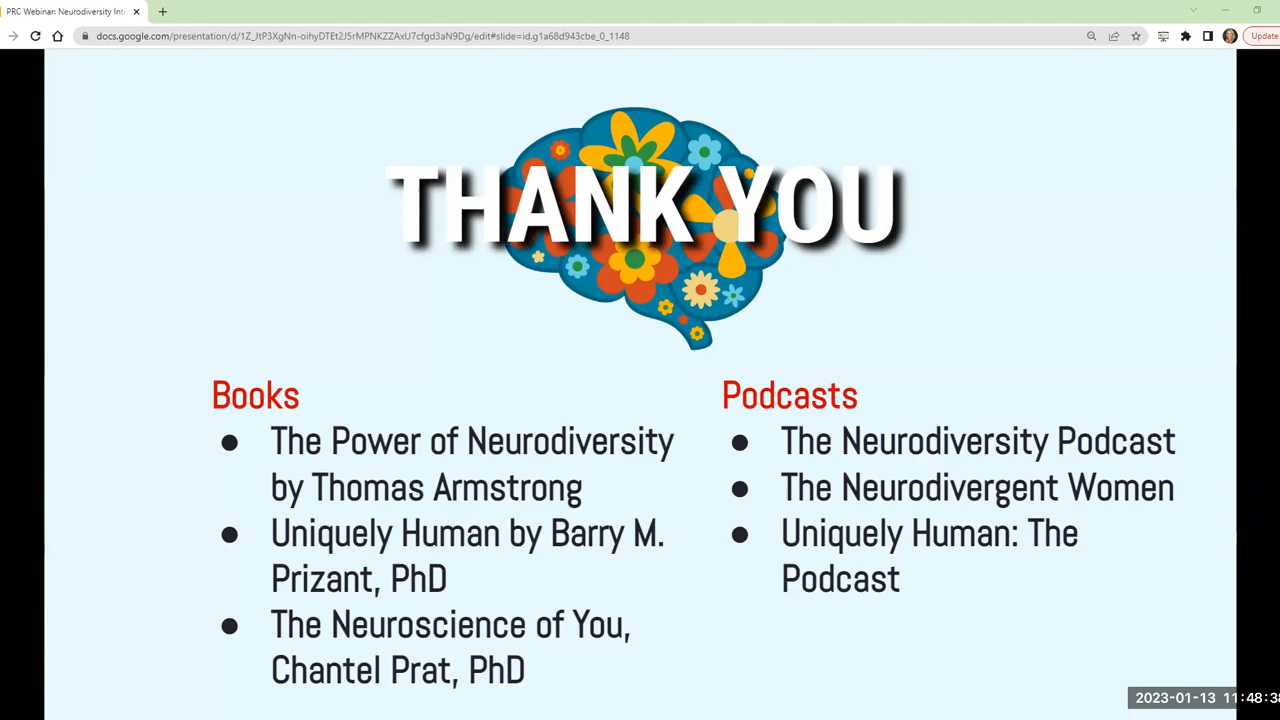 PRC Webinar: Neurodiversity Int
docs.google.com/presentation/d/1Z_JtP3XgNn-oihyDTEt2J5rMPNKZZAxU7cfgd3aN9Dg/edit#slide=id.g1a68d943cbe_0_1148
Update
THANK YOU
Books
● The Power of Neurodiversity
by Thomas Armstrong
● Uniquely Human by Barry M.
Prizant, PhD
● The Neuroscience of You,
Chantel Prat, PhD
Podcasts
● The Neurodiversity Podcast
● The Neurodivergent Women
● Uniquely Human: The
Podcast
2023-01-13 11:48:38